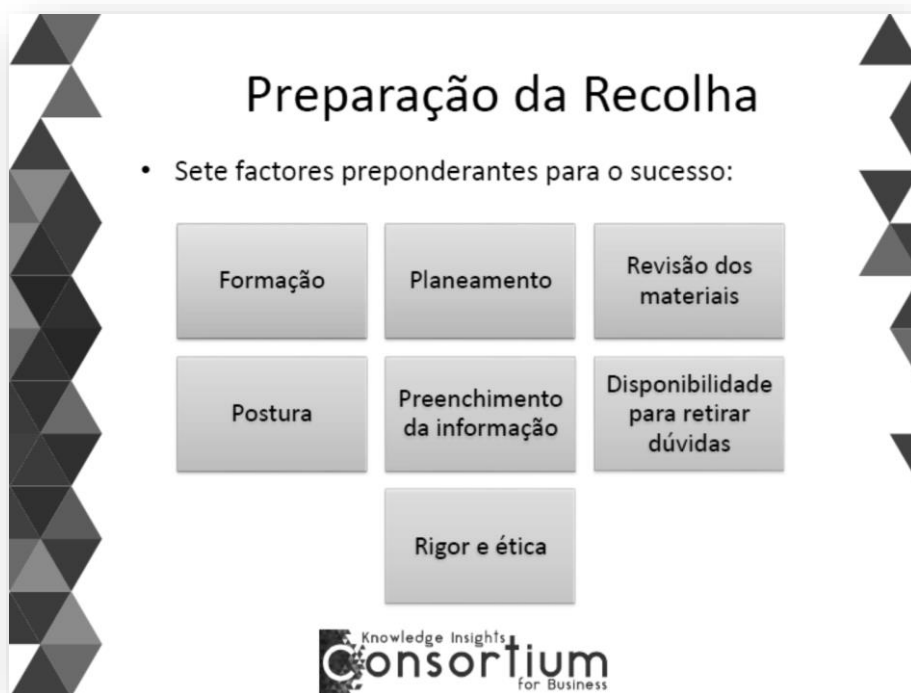 Preparação da Recolha
• Sete factores preponderantes para o sucesso:
Formação
Planeamento
Revisão dos
materiais
Postura
Preenchimento
da informação
Disponibilidade
para retirar
dúvidas
Rigor e ética
Knowledge Insights
Consortium
for Business